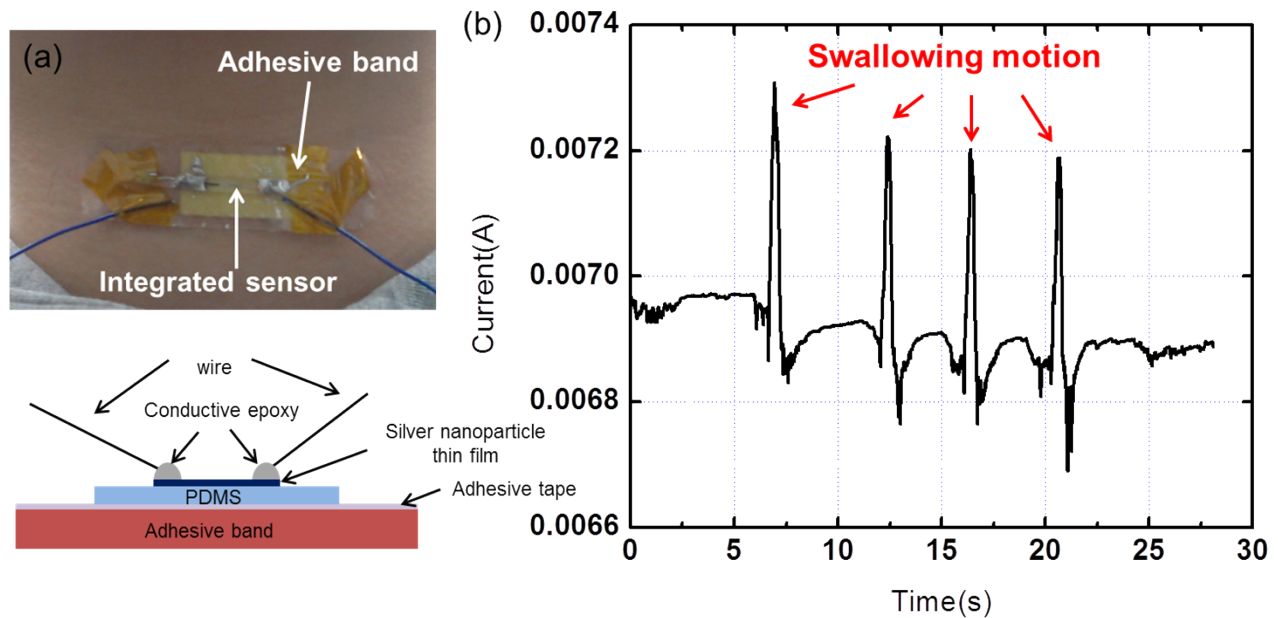 (a)
Adhesive band
Integrated sensor
wire
Conductive epoxy
Silver nanoparticle
thin film
PDMS
Adhesive tape
Adhesive band
(b)
Swallowing motion
Current(A)
0.0074
0.0072
0.0070
0.0068
0.0066
0 5 10 15 20 25 30
Time(s)